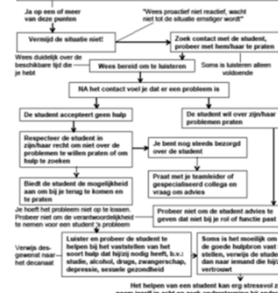 Ja op een of meer
van deze punten
"Wees proactief niet reactief, wacht
niet tot de situatie ernstiger wordt!"
Vermijd de situatie niet!
Zoek contact met de student,
probeer met hem/haar te praten
Wees duidelijk over de
beschikbare tijd die
je hebt
Wees bereid om te luisteren
Soms is luisteren alleen
voldoende
NA het contact voel je dat er een probleem is
De student accepteert geen hulp
De student wil over zijn/haar
problemen praten
Respecteer de student in
zijn/haar recht om niet over de
problemen te willen praten of om
hulp te zoeken
Je bent nog steeds bezorgd
over de student
Biedt de student de mogelijkheid
aan om bij je terug te komen en
te praten
Praat met je teamleider of
gespecialiseerd collega en
vraag om advies
Je hoeft het probleem niet op te lossen.
Probeer niet om de verantwoordelijkheid
te nemen voor een student's probleem
Probeer niet om de student advies te
geven dat niet bij je rol of functie past
Verwijs des-
gewenst naar
het decanaat
Luister en probeer de student te
helpen bij het vaststellen van het
soort hulp dat hij/zij nodig heeft, b.v.:
studie, alcohol, drugs, zwangerschap,
depressie, sexuele gezondheid
Soms is het moeilijk om
de goede hulpbron vast
stellen, verwijs de stude
dan naar iemand die hij/
vertrouwt
Het helpen van een student kan erg stressvol